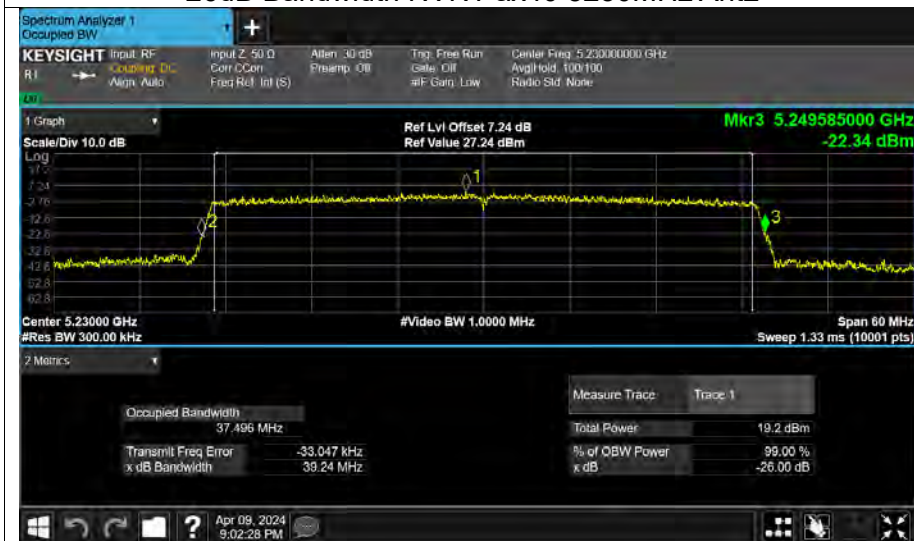 Spectrum Analyzer 1
Occupied BW
+
KEYSIGHT Input: RF
Coupling: DC
Align: Auto
Input Z: 50 Ω
Corr CCorr
Freq Ref: Int (S)
Atten: 30 dB
Preamp: Off
Trig: Free Run
Gate: Off
#IF Gain: Low
Center Freq: 5.230000000 GHz
Avg|Hold: 100/100
Radio Std: None
1 Graph
Scale/Div 10.0 dB
Ref Lvl Offset 7.24 dB
Ref Value 27.24 dBm
Mkr3 5.249585000 GHz
-22.34 dBm
Log
17.2
7.24
-2.76
-12.8
-22.8
-32.8
-42.8
-52.8
-62.8
1
2
3
Center 5.23000 GHz
#Res BW 300.00 kHz
#Video BW 1.0000 MHz
Span 60 MHz
Sweep 1.33 ms (10001 pts)
2 Metrics
Measure Trace Trace 1
Occupied Bandwidth
37.496 MHz
Total Power 19.2 dBm
Transmit Freq Error -33.047 kHz
% of OBW Power 99.00 %
x dB Bandwidth 39.24 MHz
x dB -26.00 dB
?
Apr 09, 2024
9:02:28 PM